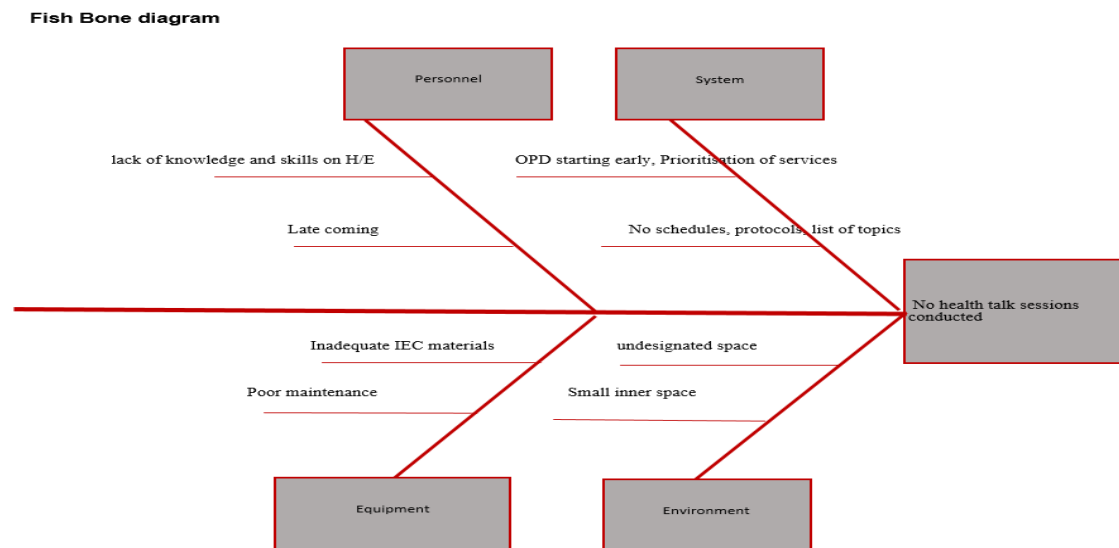 Fish Bone diagram
Personnel
System
lack of knowledge and skills on H/E
OPD starting early, Prioritisation of services
Late coming
No schedules, protocols, list of topics
No health talk sessions
conducted
Inadequate IEC materials
undesignated space
Poor maintenance
Small inner space
Equipment
Environment